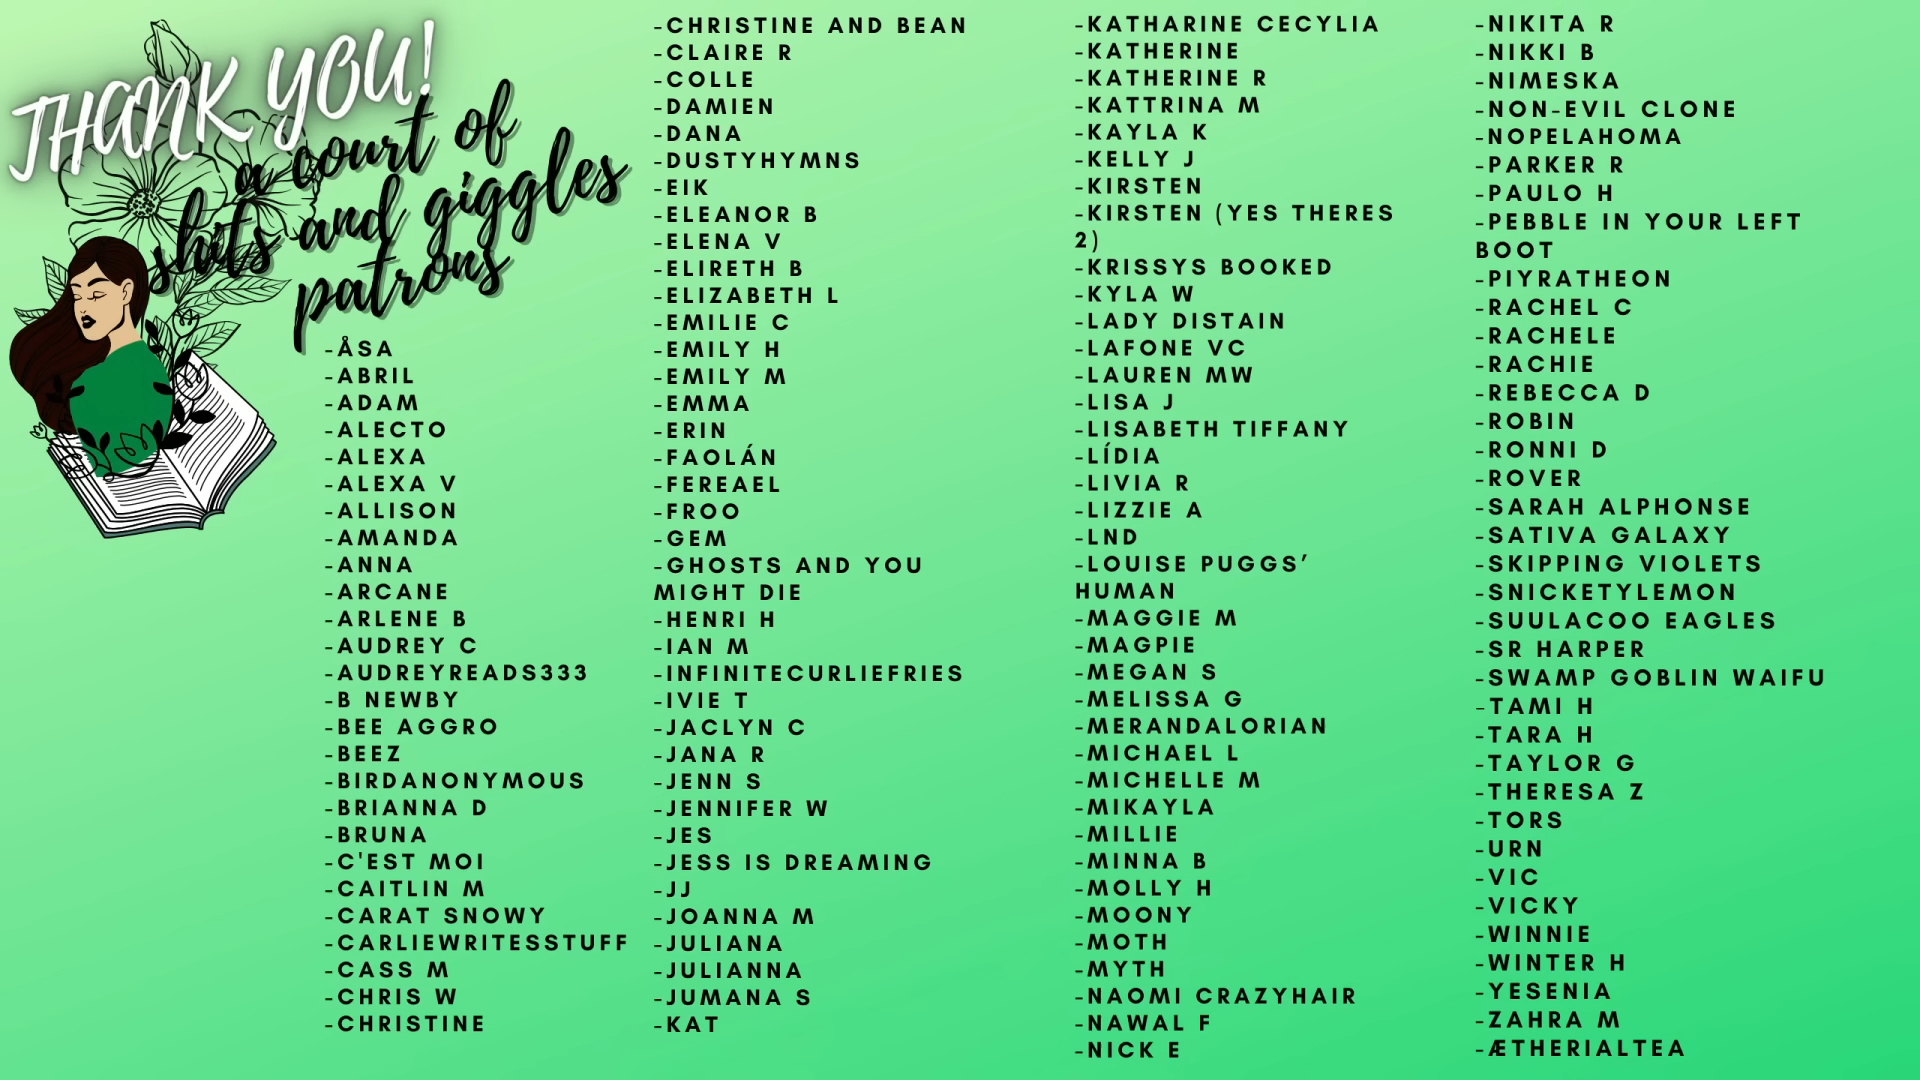 THANK YOU!
a court of
shits and giggles
patrons
-ÅSA
-ABRIL
-ADAM
-ALECTO
-ALEXA
-ALEXA V
-ALLISON
-AMANDA
-ANNA
-ARCANE
-ARLENE B
-AUDREY C
-AUDREYREADS333
-B NEWBY
-BEE AGGRO
-BEEZ
-BIRDANONYMOUS
-BRIANNA D
-BRUNA
-C'EST MOI
-CAITLIN M
-CARAT SNOWY
-CARLIEWRITESSTUFF
-CASS M
-CHRIS W
-CHRISTINE
-CHRISTINE AND BEAN
-CLAIRE R
-COLLE
-DAMIEN
-DANA
-DUSTYHYMNS
-EIK
-ELEANOR B
-ELENA V
-ELIRETH B
-ELIZABETH L
-EMILIE C
-EMILY H
-EMILY M
-EMMA
-ERIN
-FAOLÁN
-FEREAEL
-FROO
-GEM
-GHOSTS AND YOU
MIGHT DIE
-HENRI H
-IAN M
-INFINITECURLIEFRIES
-IVIE T
-JACLYN C
-JANA R
-JENN S
-JENNIFER W
-JES
-JESS IS DREAMING
-JJ
-JOANNA M
-JULIANA
-JULIANNA
-JUMANA S
-KAT
-KATHARINE CECYLIA
-KATHERINE
-KATHERINE R
-KATTRINA M
-KAYLA K
-KELLY J
-KIRSTEN
-KIRSTEN (YES THERES
2)
-KRISSYS BOOKED
-KYLA W
-LADY DISTAIN
-LAFONE VC
-LAUREN MW
-LISA J
-LISABETH TIFFANY
-LÍDIA
-LIVIA R
-LIZZIE A
-LND
-LOUISE PUGGS’
HUMAN
-MAGGIE M
-MAGPIE
-MEGAN S
-MELISSA G
-MERANDALORIAN
-MICHAEL L
-MICHELLE M
-MIKAYLA
-MILLIE
-MINNA B
-MOLLY H
-MOONY
-MOTH
-MYTH
-NAOMI CRAZYHAIR
-NAWAL F
-NICK E
-NIKITA R
-NIKKI B
-NIMESKA
-NON-EVIL CLONE
-NOPELAHOMA
-PARKER R
-PAULO H
-PEBBLE IN YOUR LEFT
BOOT
-PIYRATHEON
-RACHEL C
-RACHELE
-RACHIE
-REBECCA D
-ROBIN
-RONNI D
-ROVER
-SARAH ALPHONSE
-SATIVA GALAXY
-SKIPPING VIOLETS
-SNICKETYLEMON
-SUULACOO EAGLES
-SR HARPER
-SWAMP GOBLIN WAIFU
-TAMI H
-TARA H
-TAYLOR G
-THERESA Z
-TORS
-URN
-VIC
-VICKY
-WINNIE
-WINTER H
-YESENIA
-ZAHRA M
-ÆTHERIALTEA